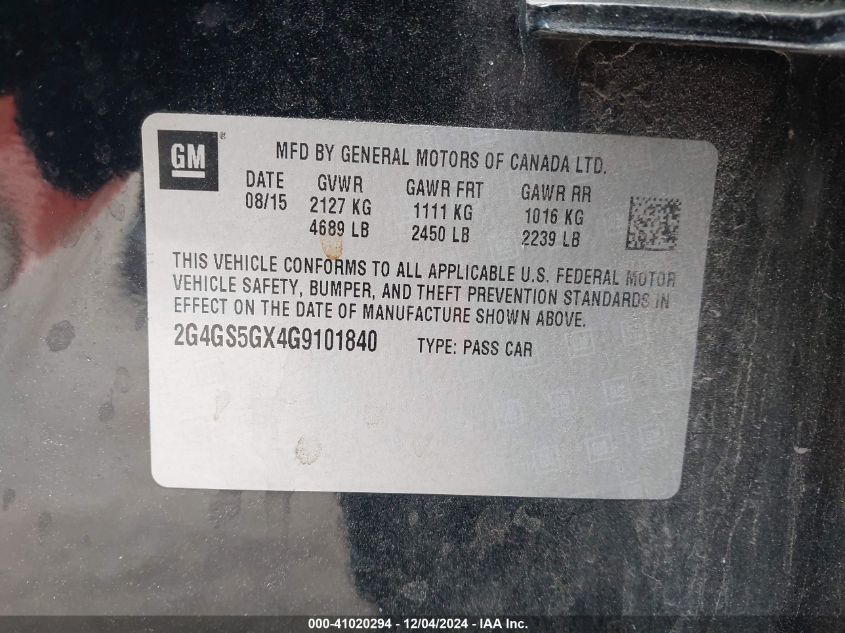 GM®
MFD BY GENERAL MOTORS OF CANADA LTD.
DATE GVWR GAWR FRT GAWR RR
08/15 2127 KG 1111 KG 1016 KG
4689 LB 2450 LB 2239 LB
THIS VEHICLE CONFORMS TO ALL APPLICABLE U.S. FEDERAL MOTOR
VEHICLE SAFETY, BUMPER, AND THEFT PREVENTION STANDARDS IN
EFFECT ON THE DATE OF MANUFACTURE SHOWN ABOVE.
2G4GS5GX4G9101840 TYPE: PASS CAR
000-41020294 - 12/04/2024 - IAA Inc.